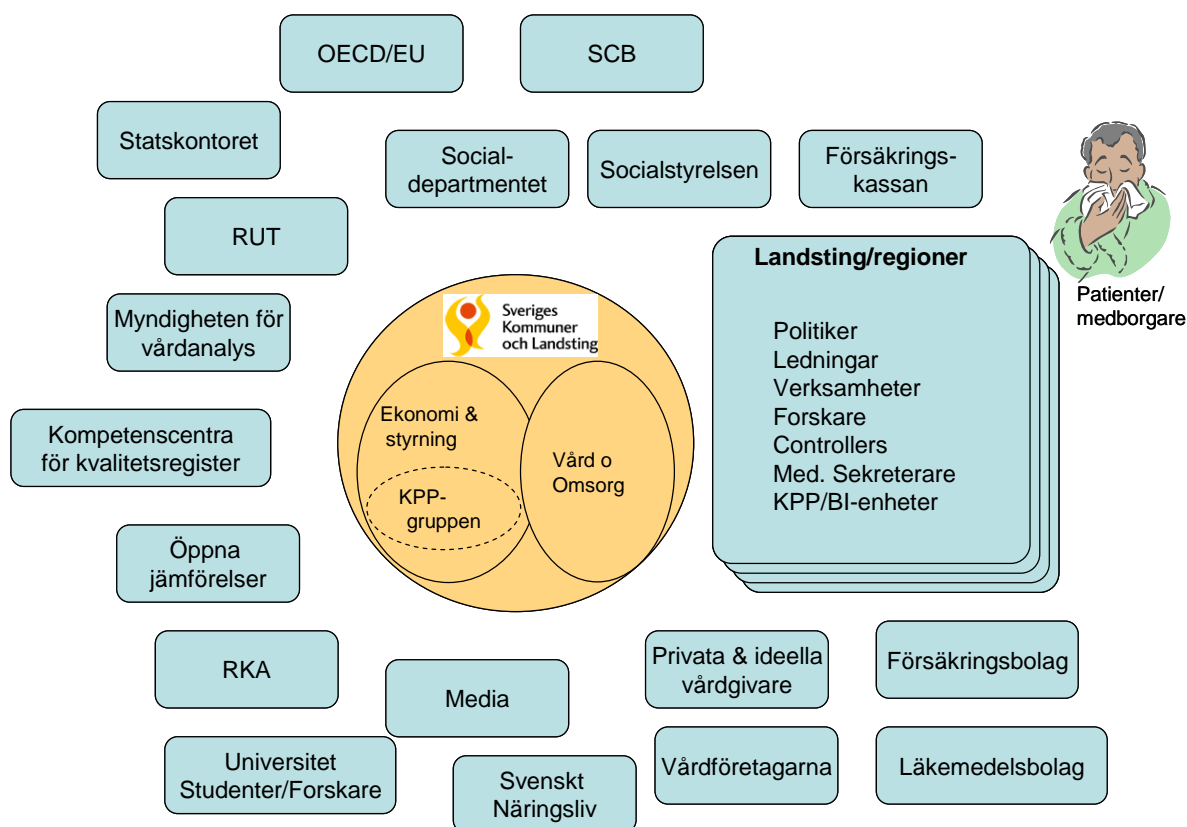 OECD/EU
SCB
Statskontoret
Social-
departmentet
Socialstyrelsen
Försäkrings-
kassan
RUT
Landsting/regioner
Politiker
Ledningar
Verksamheter
Forskare
Controllers
Med. Sekreterare
KPP/BI-enheter
Patienter/
medborgare
Myndigheten för
vårdanalys
Sveriges
Kommuner
och Landsting
Ekonomi &
styrning
KPP-
gruppen
Vård o
Omsorg
Kompetenscentra
för kvalitetsregister
Öppna
jämförelser
RKA
Media
Privata & ideella
vårdgivare
Försäkringsbolag
Universitet
Studenter/Forskare
Svenskt
Näringsliv
Vårdföretagarna
Läkemedelsbolag